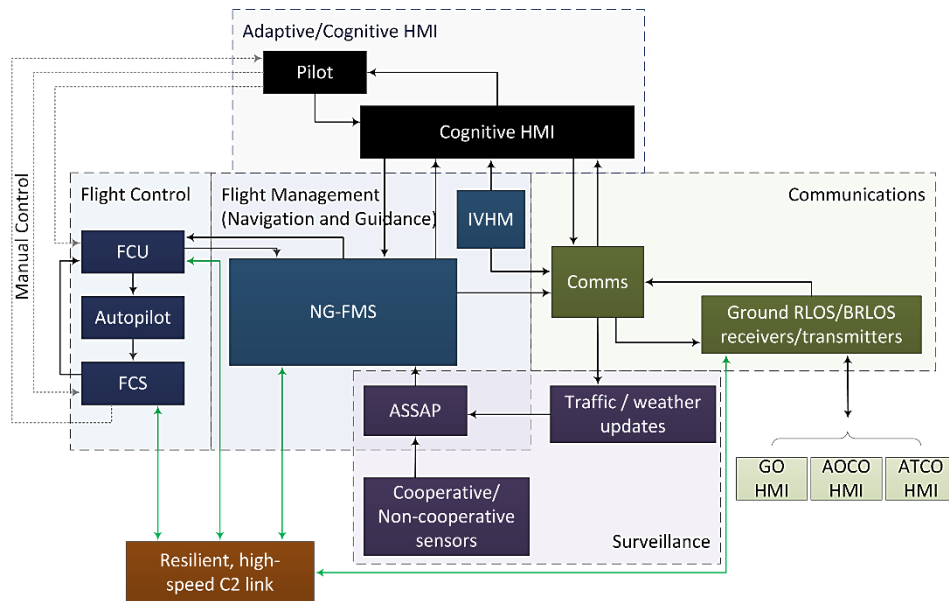 Adaptive/Cognitive HMI
Pilot
Cognitive HMI
Manual Control
Flight Control
Flight Management
(Navigation and Guidance)
IVHM
Communications
FCU
NG-FMS
Comms
Autopilot
Ground RLOS/BRLOS
receivers/transmitters
FCS
ASSAP
Traffic / weather
updates
GO
HMI
AOCO
HMI
ATCO
HMI
Cooperative/
Non-cooperative
sensors
Surveillance
Resilient, high-
speed C2 link